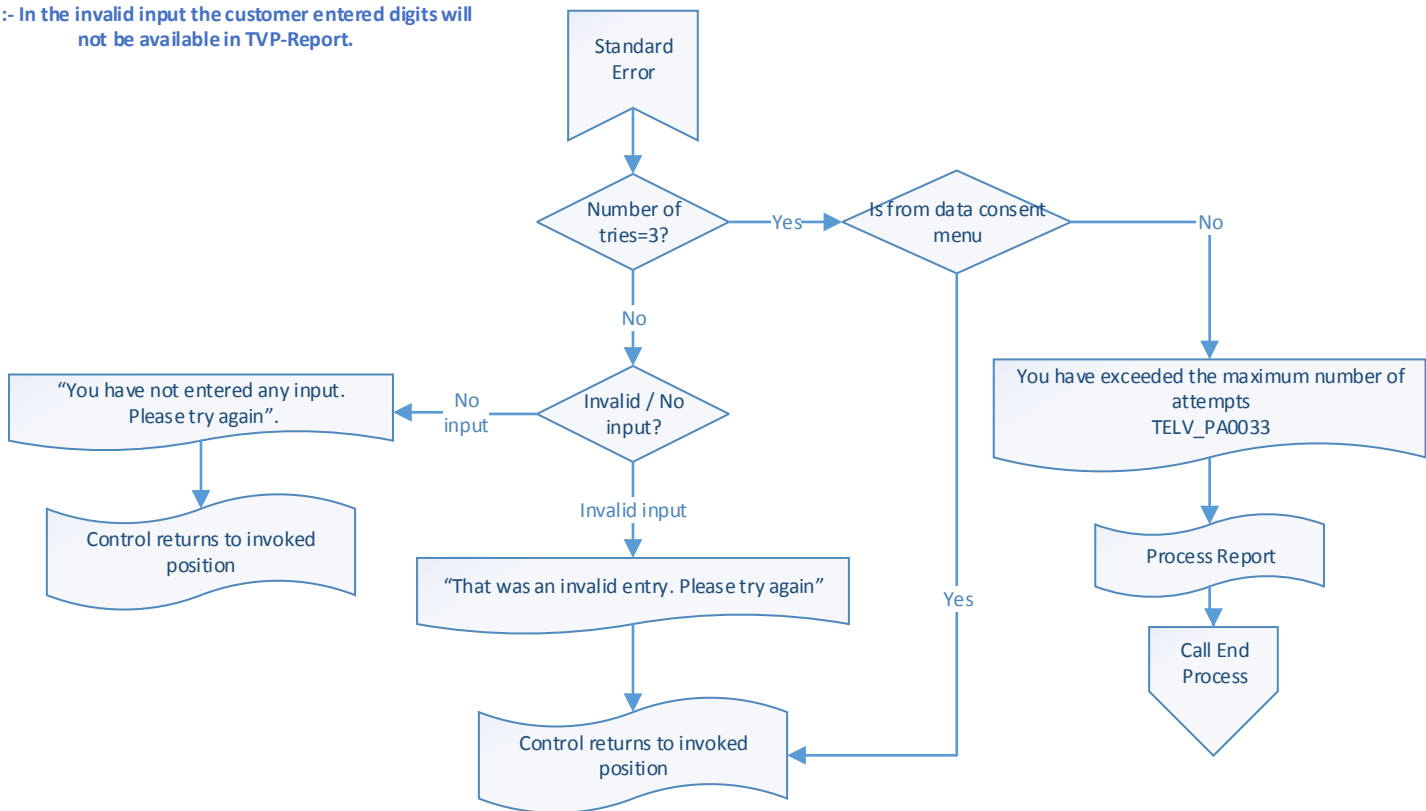 :- In the invalid input the customer entered digits will
not be available in TVP-Report.
Standard
Error
Number of
tries=3?
Yes
Is from data consent
menu
No
No
You have exceeded the maximum number of
attempts
TELV_PA0033
“You have not entered any input.
Please try again”.
No
input
Invalid / No
input?
Invalid input
Control returns to invoked
position
Process Report
“That was an invalid entry. Please try again”
Yes
Call End
Process
Control returns to invoked
position